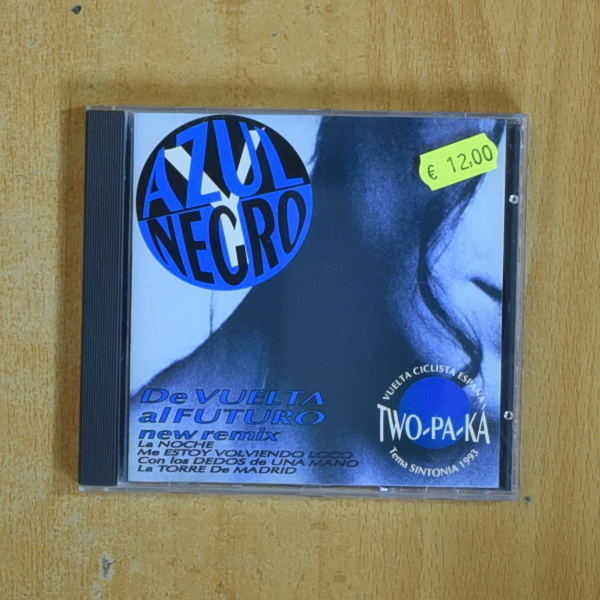 AZUL
Y
NEGRO
€ 12,00
De VUELTA
al FUTURO
new remix
La NOCHE
Me ESTOY VOLVIENDO LOCO
Con los DEDOS de UNA MANO
La TORRE De MADRID
VUELTA CICLISTA ESPAÑA
TWO-PA-KA
Tema SINTONIA 1993